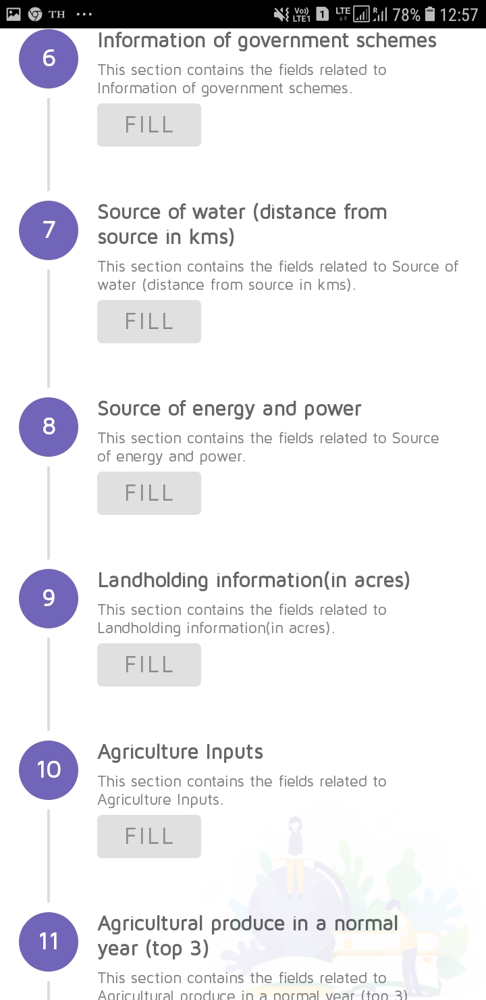 TH ... Vo) LTE1 1 LTE R 78% 12:57
6
Information of government schemes
This section contains the fields related to
Information of government schemes.
FILL
7
Source of water (distance from
source in kms)
This section contains the fields related to Source of
water (distance from source in kms).
FILL
8
Source of energy and power
This section contains the fields related to Source
of energy and power.
FILL
9
Landholding information(in acres)
This section contains the fields related to
Landholding information(in acres).
FILL
10
Agriculture Inputs
This section contains the fields related to
Agriculture Inputs.
FILL
11
Agricultural produce in a normal
year (top 3)
This section contains the fields related to
Agricultural produce in a normal year (top 3)